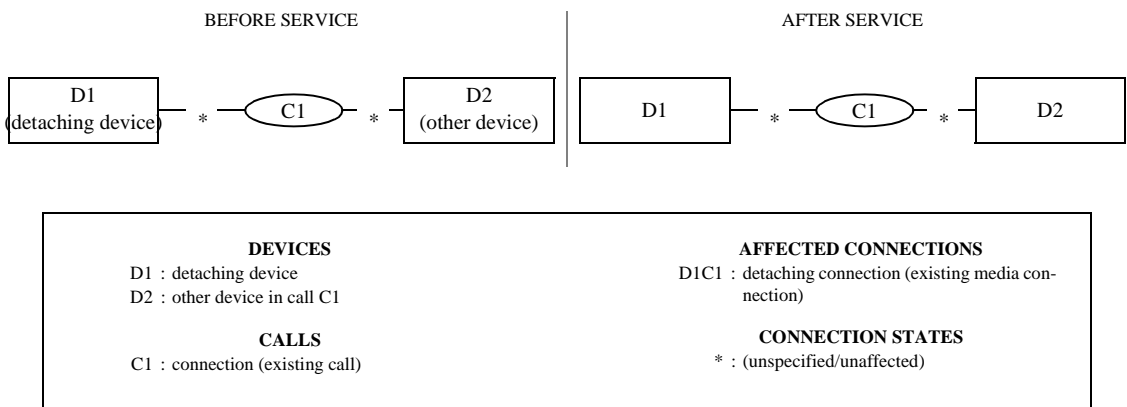 BEFORE SERVICE
AFTER SERVICE
D1
(detaching device)
*
C1
*
D2
(other device)
D1
*
C1
*
D2
DEVICES
D1 : detaching device
D2 : other device in call C1
CALLS
C1 : connection (existing call)
AFFECTED CONNECTIONS
D1C1 : detaching connection (existing media con-
nection)
CONNECTION STATES
* : (unspecified/unaffected)